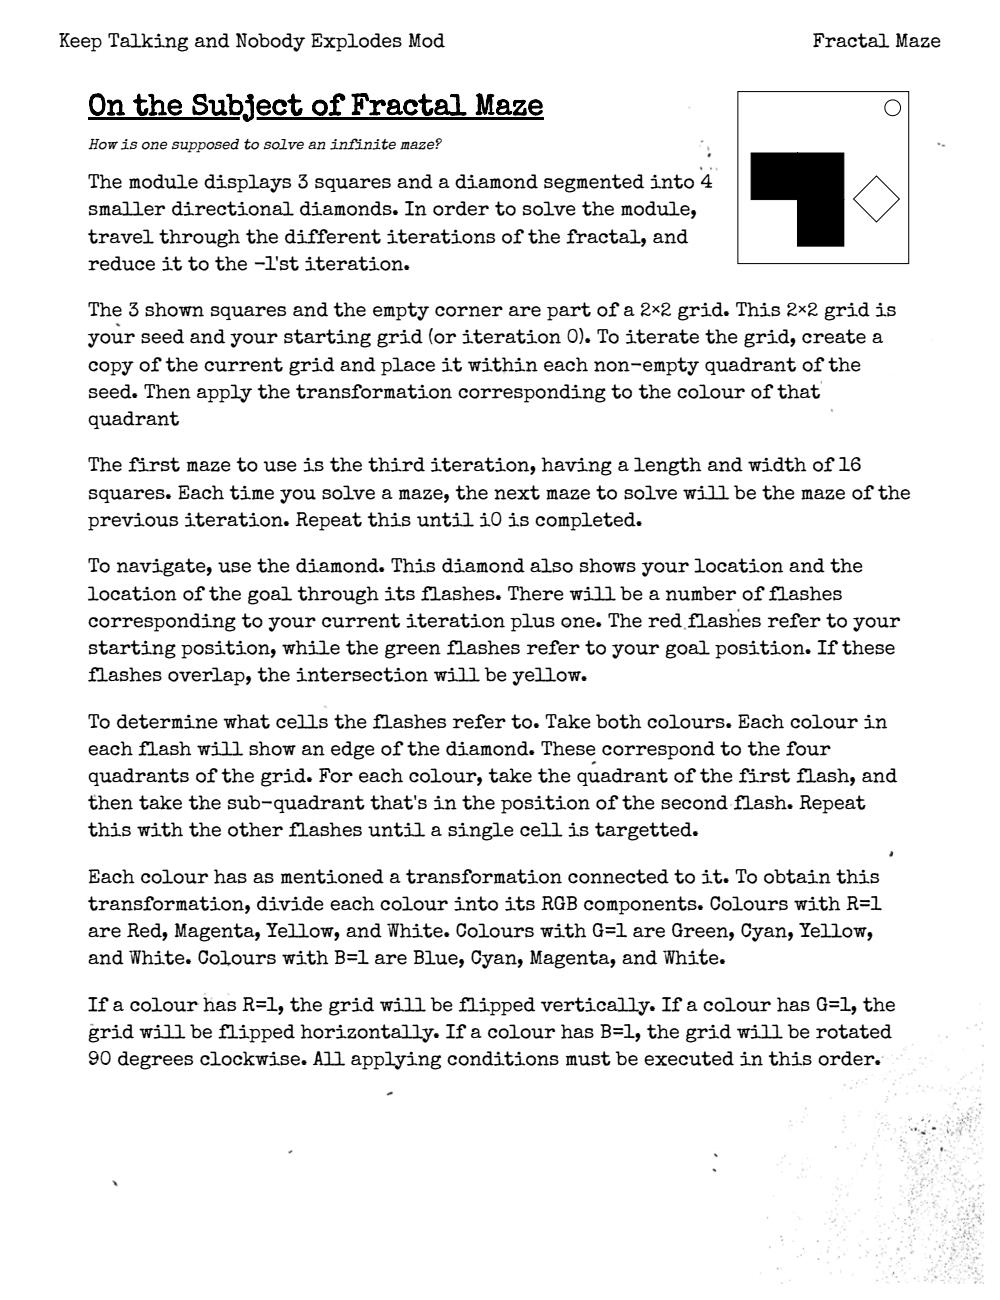 Keep Talking and Nobody Explodes Mod
Fractal Maze
On the Subject of Fractal Maze
How is one supposed to solve an infinite maze?
The module displays 3 squares and a diamond segmented into 4
smaller directional diamonds. In order to solve the module,
travel through the different iterations of the fractal, and
reduce it to the -1'st iteration.
The 3 shown squares and the empty corner are part of a 2×2 grid. This 2×2 grid is
your seed and your starting grid (or iteration 0). To iterate the grid, create a
copy of the current grid and place it within each non-empty quadrant of the
seed. Then apply the transformation corresponding to the colour of that
quadrant
The first maze to use is the third iteration, having a length and width of 16
squares. Each time you solve a maze, the next maze to solve will be the maze of the
previous iteration. Repeat this until i0 is completed.
To navigate, use the diamond. This diamond also shows your location and the
location of the goal through its flashes. There will be a number of flashes
corresponding to your current iteration plus one. The red flashes refer to your
starting position, while the green flashes refer to your goal position. If these
flashes overlap, the intersection will be yellow.
To determine what cells the flashes refer to. Take both colours. Each colour in
each flash will show an edge of the diamond. These correspond to the four
quadrants of the grid. For each colour, take the quadrant of the first flash, and
then take the sub-quadrant that's in the position of the second flash. Repeat
this with the other flashes until a single cell is targetted.
Each colour has as mentioned a transformation connected to it. To obtain this
transformation, divide each colour into its RGB components. Colours with R=1
are Red, Magenta, Yellow, and White. Colours with G=1 are Green, Cyan, Yellow,
and White. Colours with B=1 are Blue, Cyan, Magenta, and White.
If a colour has R=1, the grid will be flipped vertically. If a colour has G=1, the
grid will be flipped horizontally. If a colour has B=1, the grid will be rotated
90 degrees clockwise. All applying conditions must be executed in this order.